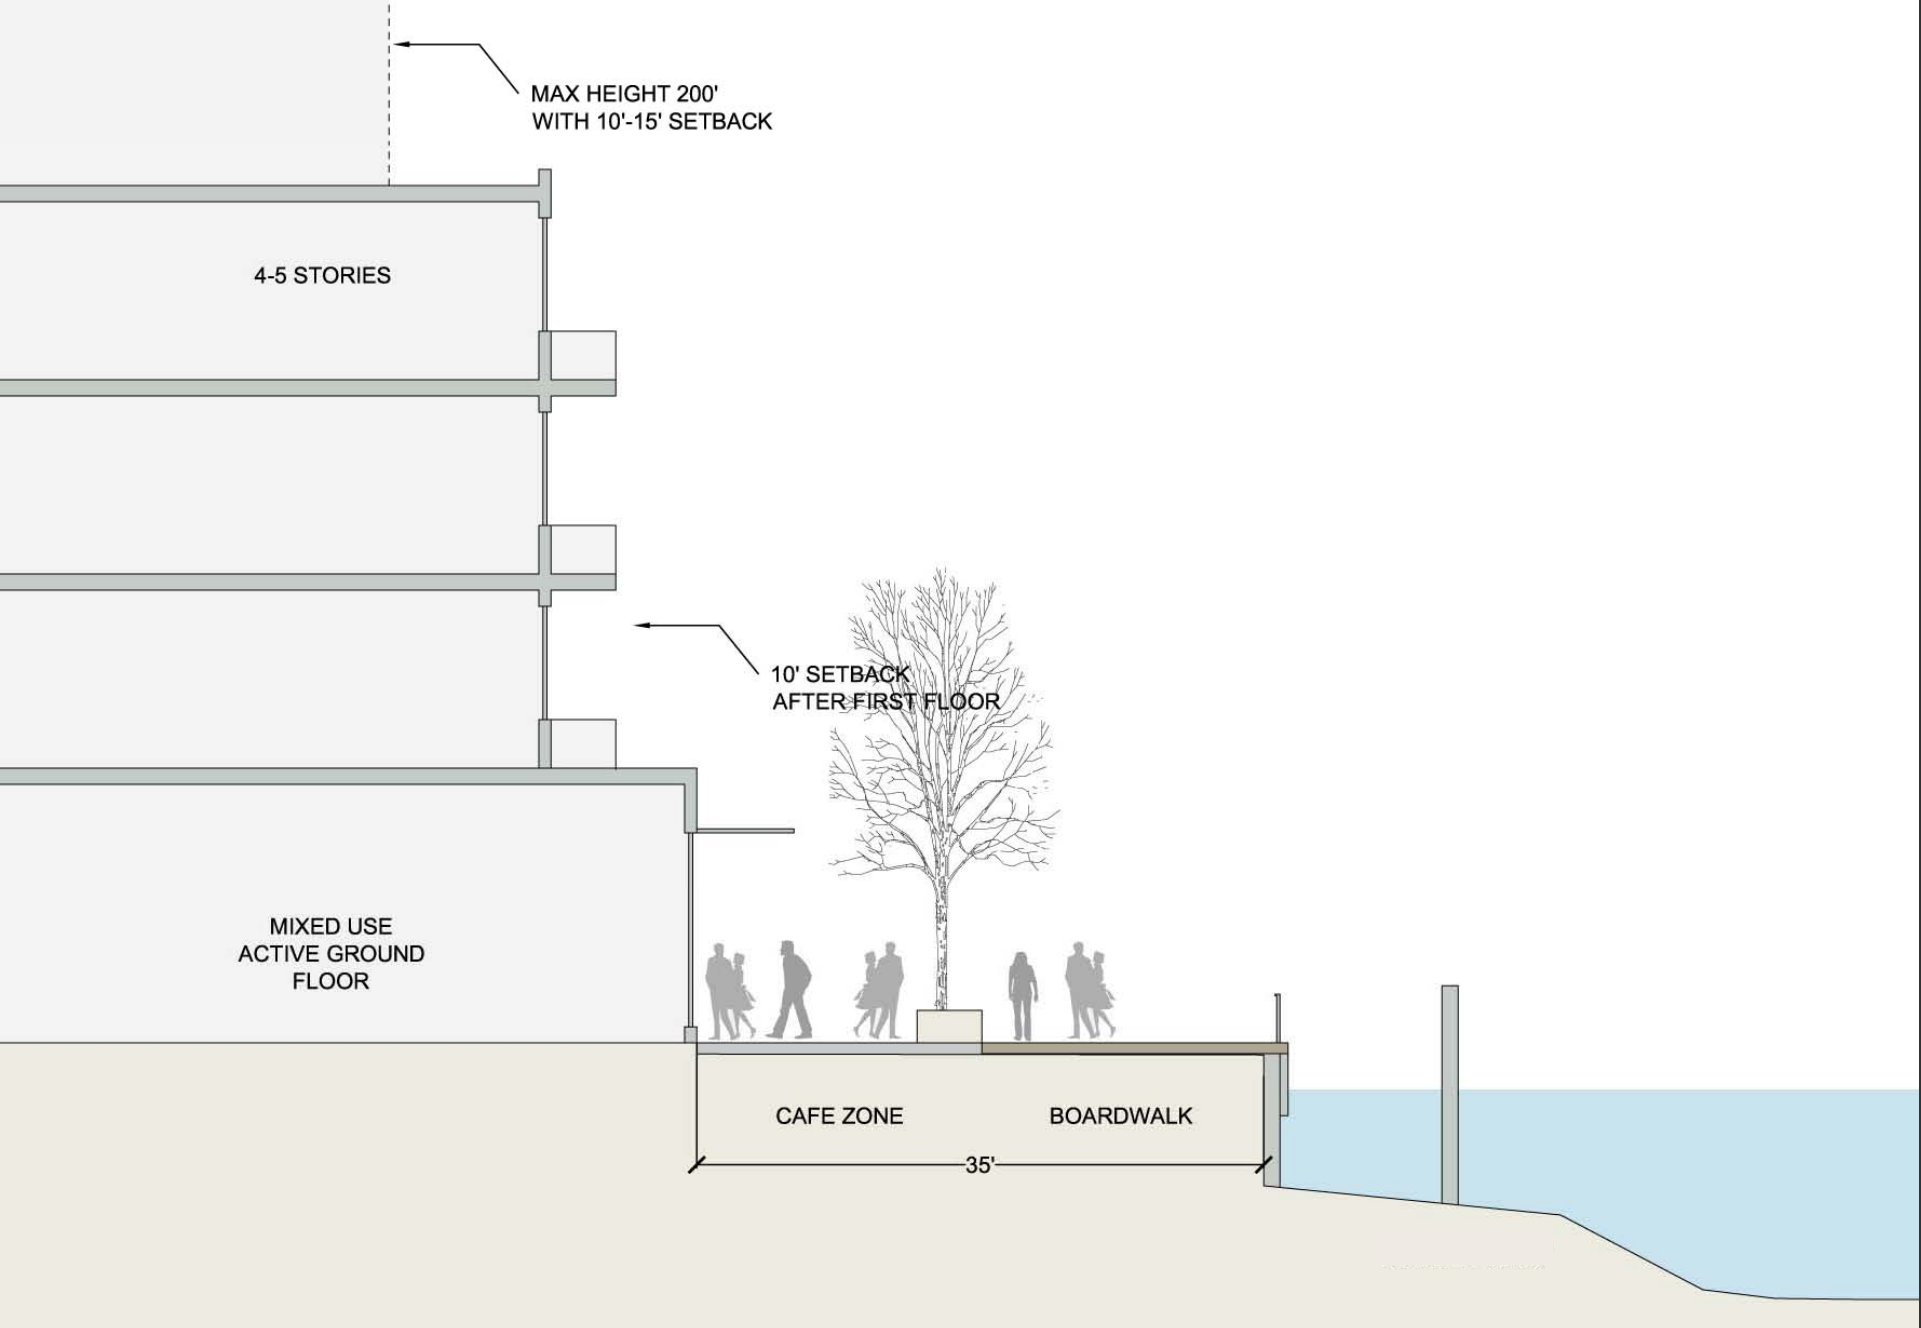 MAX HEIGHT 200'
WITH 10'-15' SETBACK
4-5 STORIES
10' SETBACK
AFTER FIRST FLOOR
MIXED USE
ACTIVE GROUND
FLOOR
CAFE ZONE
BOARDWALK
35'